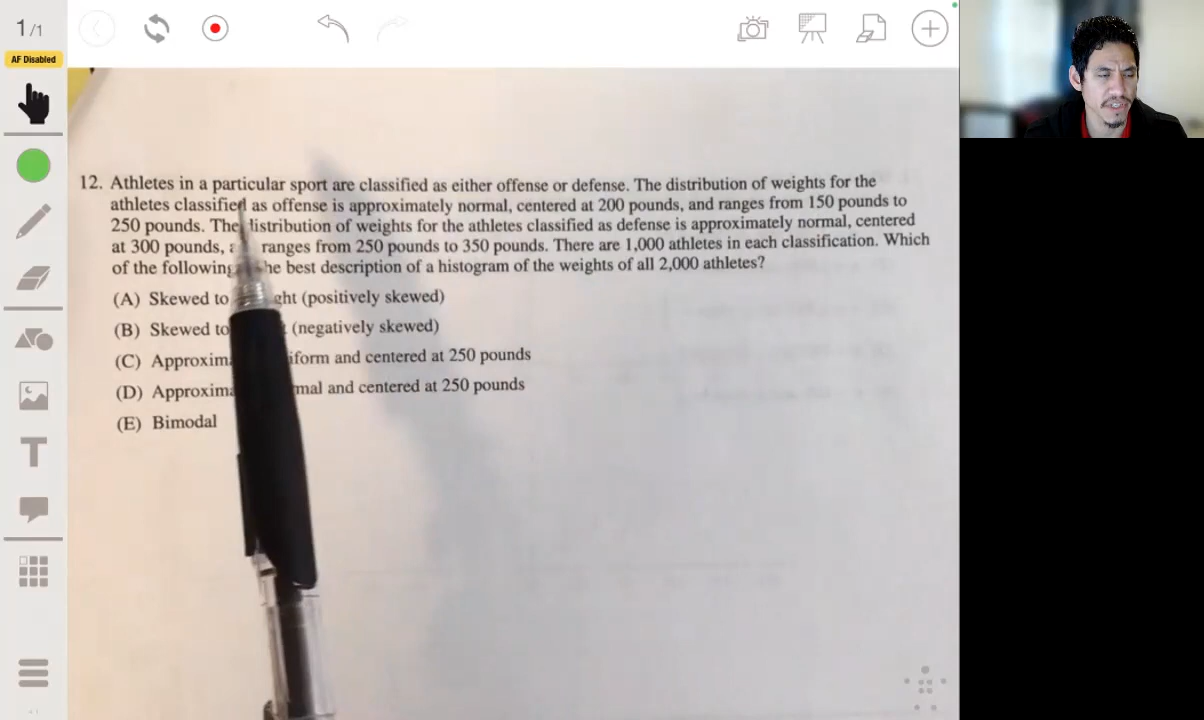 1/1
AF Disabled
12. Athletes in a particular sport are classified as either offense or defense. The distribution of weights for the
athletes classified as offense is approximately normal, centered at 200 pounds, and ranges from 150 pounds to
250 pounds. The distribution of weights for the athletes classified as defense is approximately normal, centered
at 300 pounds, ranges from 250 pounds to 350 pounds. There are 1,000 athletes in each classification. Which
of the following the best description of a histogram of the weights of all 2,000 athletes?
(A) Skewed to (positively skewed)
(B) Skewed to (negatively skewed)
(C) and centered at 250 pounds
(D) and centered at 250 pounds
(E) Bimodal
T